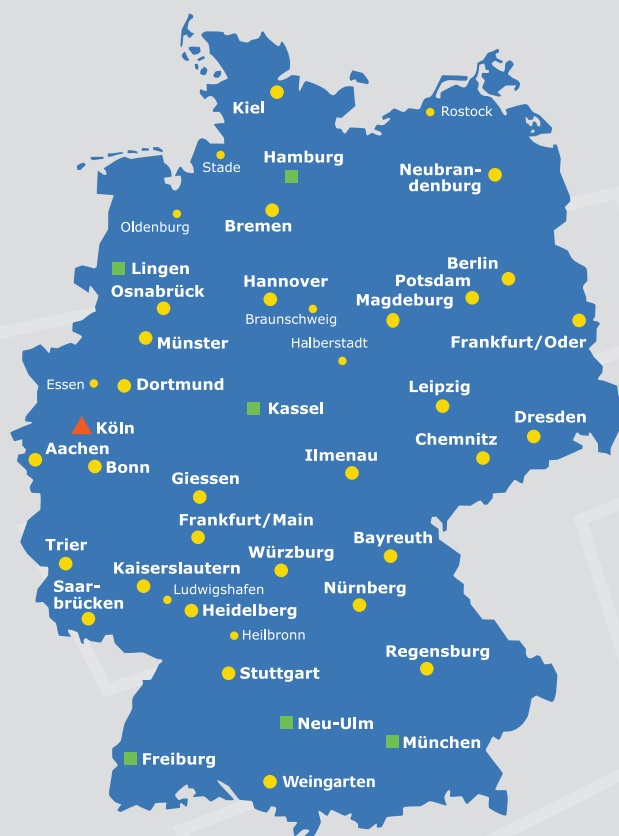 Kiel
Rostock
Stade
Hamburg
Neubran-
denburg
Oldenburg
Bremen
Lingen
Berlin
Osnabrück
Hannover
Potsdam
Magdeburg
Braunschweig
Münster
Halberstadt
Frankfurt/Oder
Essen
Dortmund
Leipzig
Kassel
Dresden
Köln
Chemnitz
Aachen
Ilmenau
Bonn
Giessen
Frankfurt/Main
Bayreuth
Trier
Würzburg
Kaiserslautern
Saar-
brücken
Ludwigshafen
Nürnberg
Heidelberg
Heilbronn
Regensburg
Stuttgart
Neu-Ulm
München
Freiburg
Weingarten